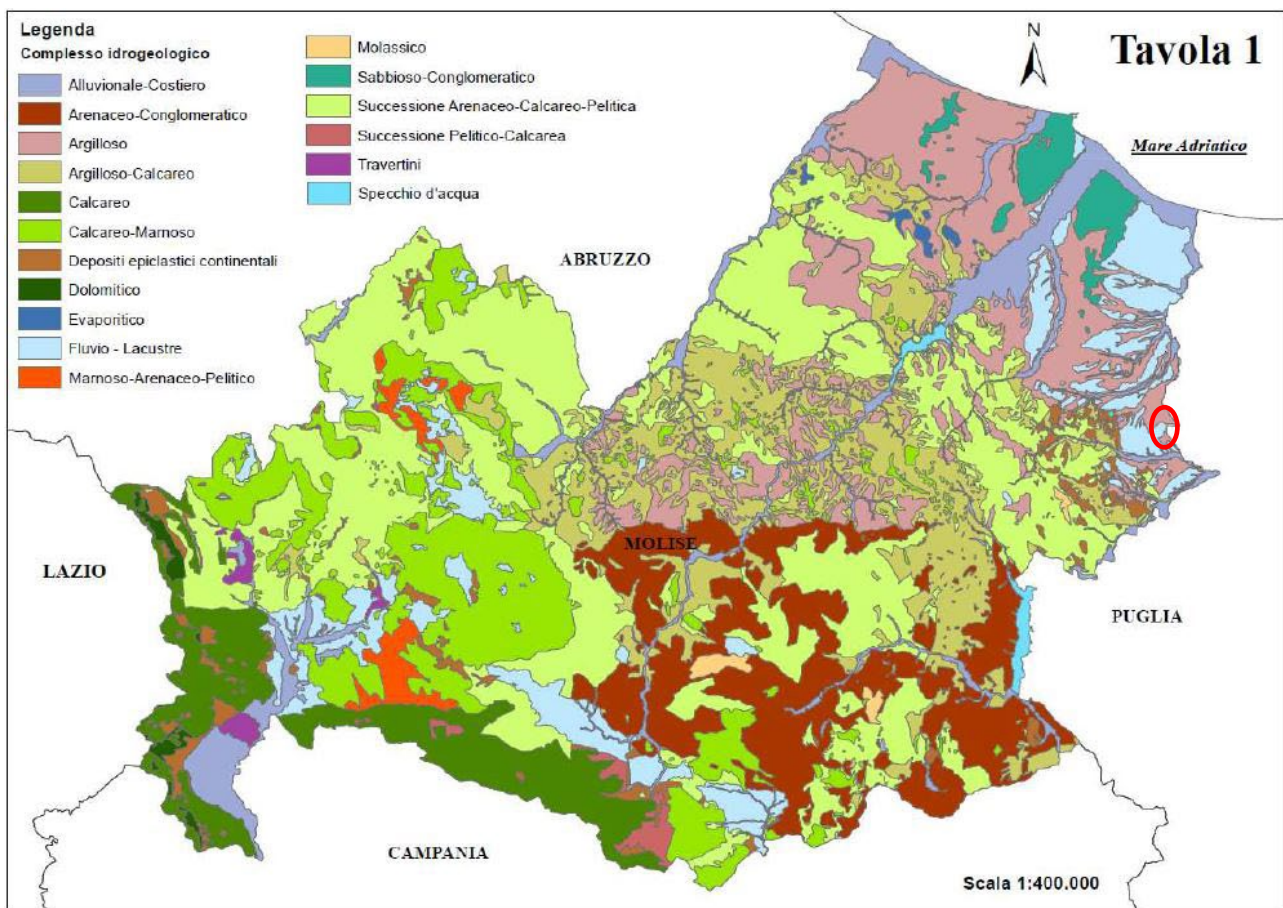 Legenda
Complesso idrogeologico
Alluvionale-Costiero
Arenaceo-Conglomeratico
Argilloso
Argilloso-Calcareo
Calcareo
Calcareo-Marnoso
Depositi epiclastici continentali
Dolomitico
Evaporitico
Fluvio - Lacustre
Marnoso-Arenaceo-Pelitico
Molassico
Sabbioso-Conglomeratico
Successione Arenaceo-Calcareo-Pelitica
Successione Pelitico-Calcarea
Travertini
Specchio d'acqua
N
Tavola 1
Mare Adriatico
ABRUZZO
MOLISE
LAZIO
PUGLIA
CAMPANIA
Scala 1:400.000